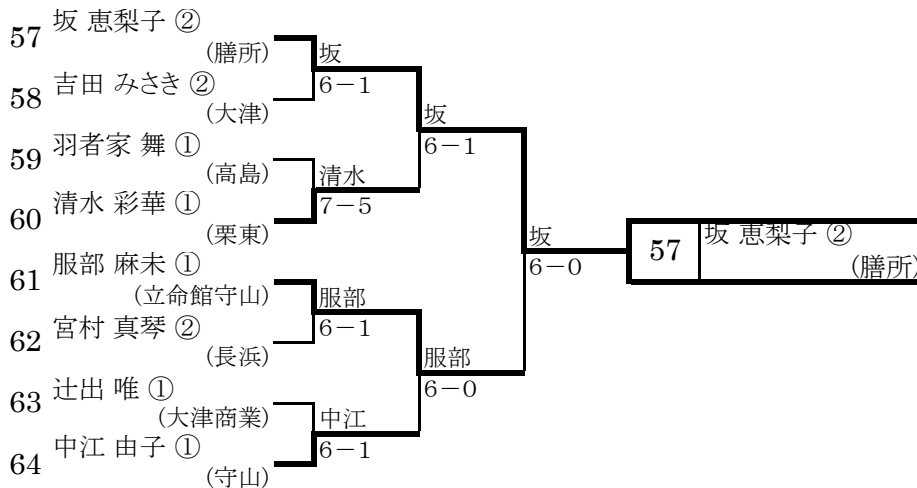 57 坂 恵梨子 ②
(膳所)
58 吉田 みさき ②
(大津)
59 羽者家 舞 ①
(高島)
60 清水 彩華 ①
(栗東)
61 服部 麻未 ①
(立命館守山)
62 宮村 真琴 ②
(長浜)
63 辻出 唯 ①
(大津商業)
64 中江 由子 ①
(守山)
坂
6－1
清水
7－5
服部
6－1
中江
6－1
坂
6－1
服部
6－0
坂
6－0
57 坂 恵梨子 ②
(膳所)